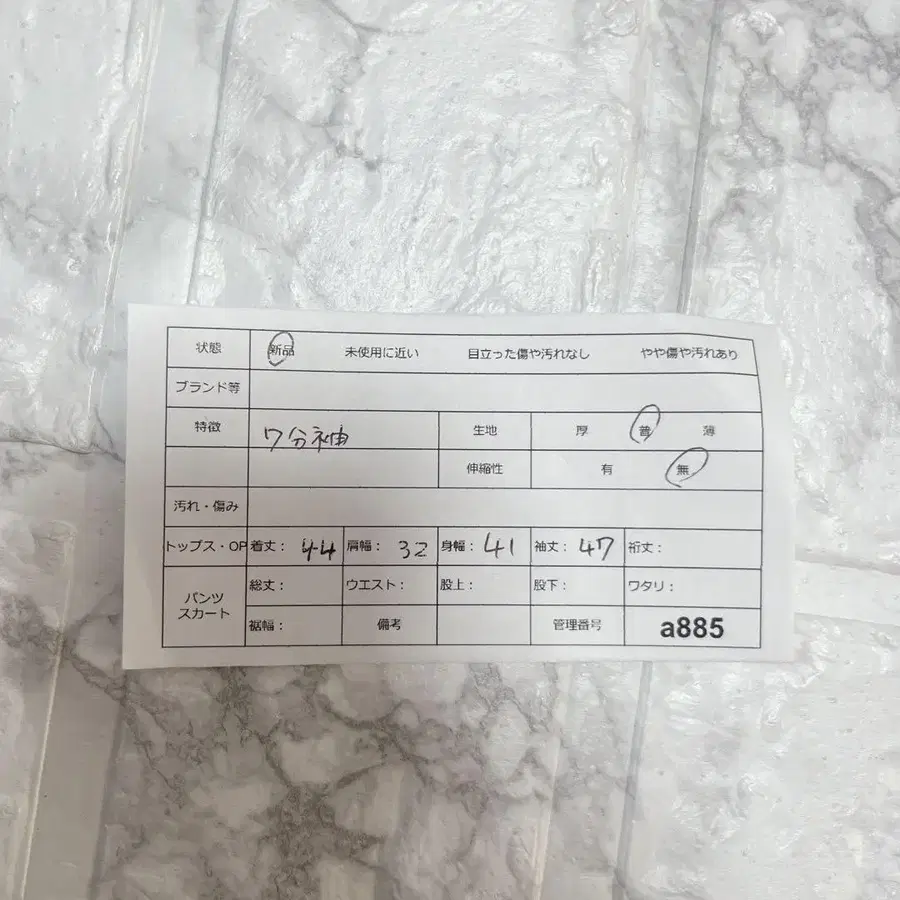 状態 新品 未使用に近い 目立った傷や汚れなし やや傷や汚れあり
ブランド等
特徴 7分袖 生地 厚 普 薄
伸縮性 有 無
汚れ・傷み
トップス・OP 着丈: 44 肩幅: 32 身幅: 41 袖丈: 47 裄丈:
パンツ 総丈: ウエスト: 股上: 股下: ワタリ:
スカート 裾幅: 備考 管理番号 a885